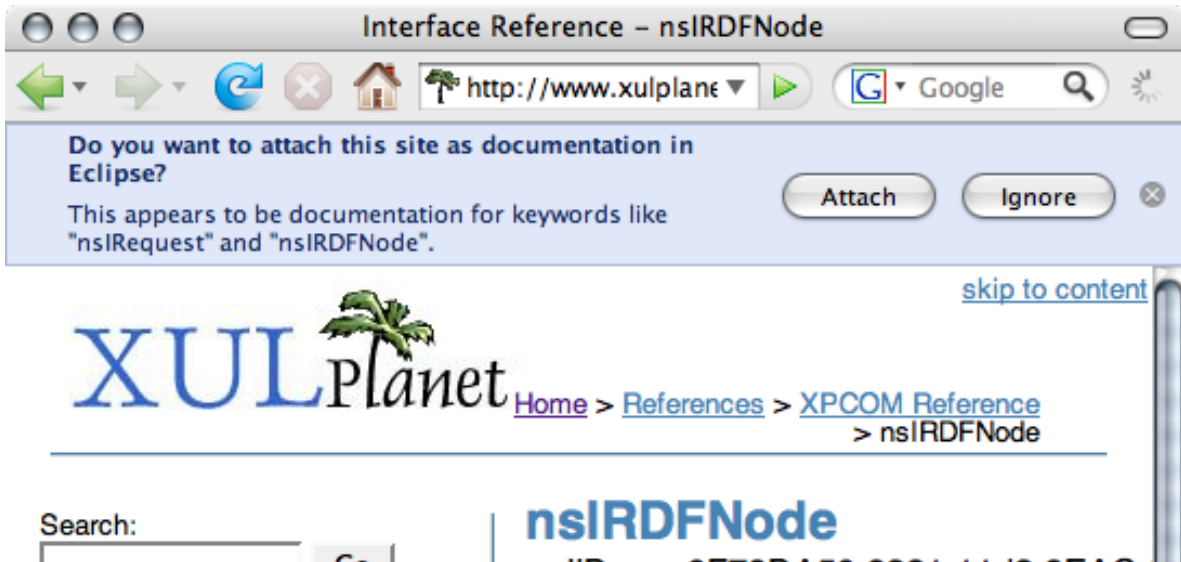 Interface Reference – nsIRDFNode
http://www.xulplane
G Google
Do you want to attach this site as documentation in
Eclipse?
This appears to be documentation for keywords like
"nsIRequest" and "nsIRDFNode".
Attach
Ignore
skip to content
XULPlanet
Home > References > XPCOM Reference
> nsIRDFNode
Search:
nsIRDFNode